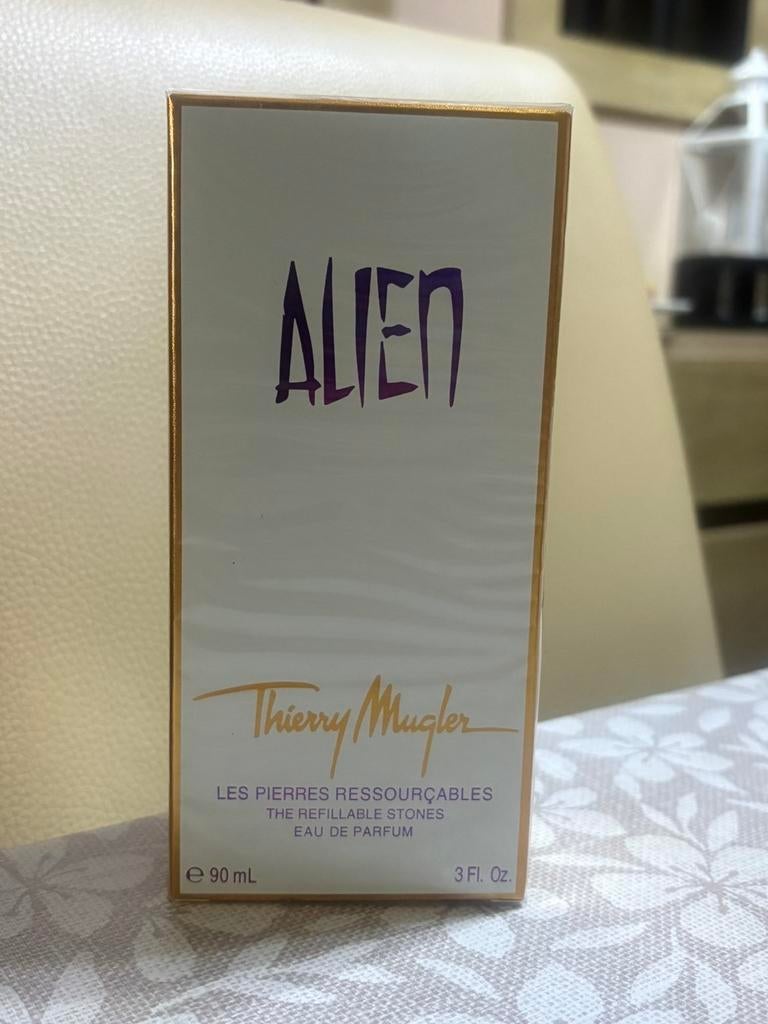 ALIEN
Thierry Mugler
LES PIERRES RESSOURÇABLES
THE REFILLABLE STONES
EAU DE PARFUM
℮ 90 mL 3 Fl. Oz.